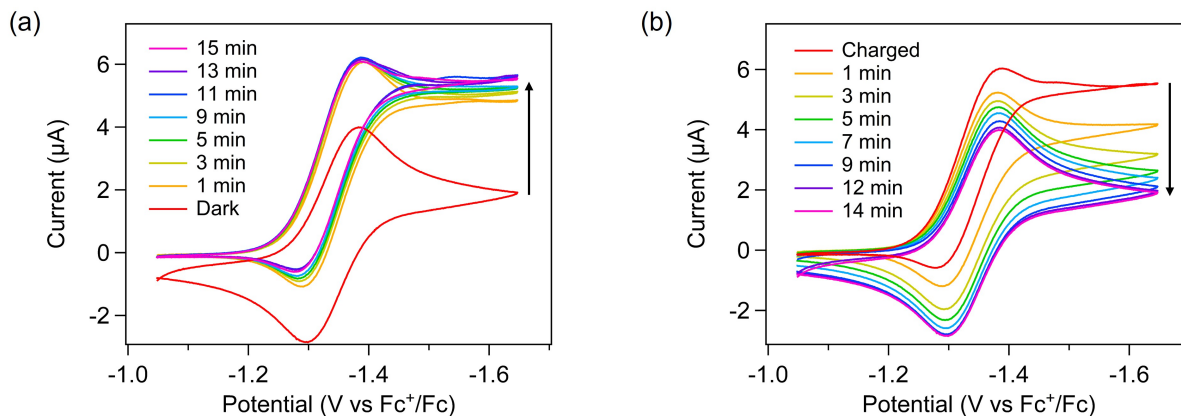 (a)
15 min
13 min
11 min
9 min
5 min
3 min
1 min
Dark
6
4
2
0
-2
Current (μA)
-1.0
-1.2
-1.4
-1.6
Potential (V vs Fc⁺/Fc)
(b)
Charged
1 min
3 min
5 min
7 min
9 min
12 min
14 min
6
4
2
0
-2
Current (μA)
-1.0
-1.2
-1.4
-1.6
Potential (V vs Fc⁺/Fc)